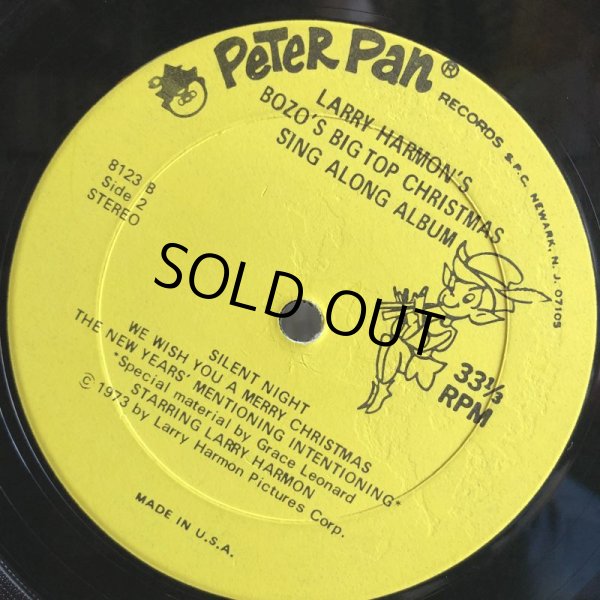 Peter Pan®
RECORDS S.P.C. NEWARK, N. J. 07105
LARRY HARMON'S
BOZO'S BIG TOP CHRISTMAS
SING ALONG ALBUM
8123 B
Side 2
STEREO
SOLD OUT
33⅓
RPM
SILENT NIGHT
WE WISH YOU A MERRY CHRISTMAS
THE NEW YEARS' MENTIONING INTENTIONING*
*Special material by Grace Leonard
STARRING LARRY HARMON
© 1973 by Larry Harmon Pictures Corp.
MADE IN U.S.A.